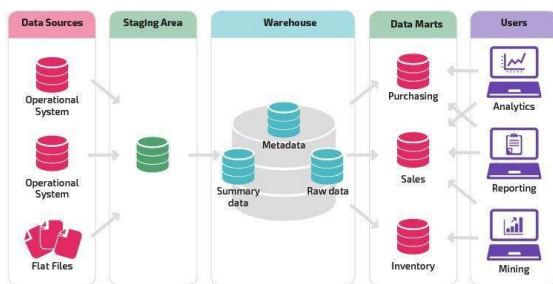 Data Sources
Staging Area
Warehouse
Data Marts
Users
Operational
System
Operational
System
Flat Files
Metadata
Summary
data
Raw data
Purchasing
Sales
Inventory
Analytics
Reporting
Mining